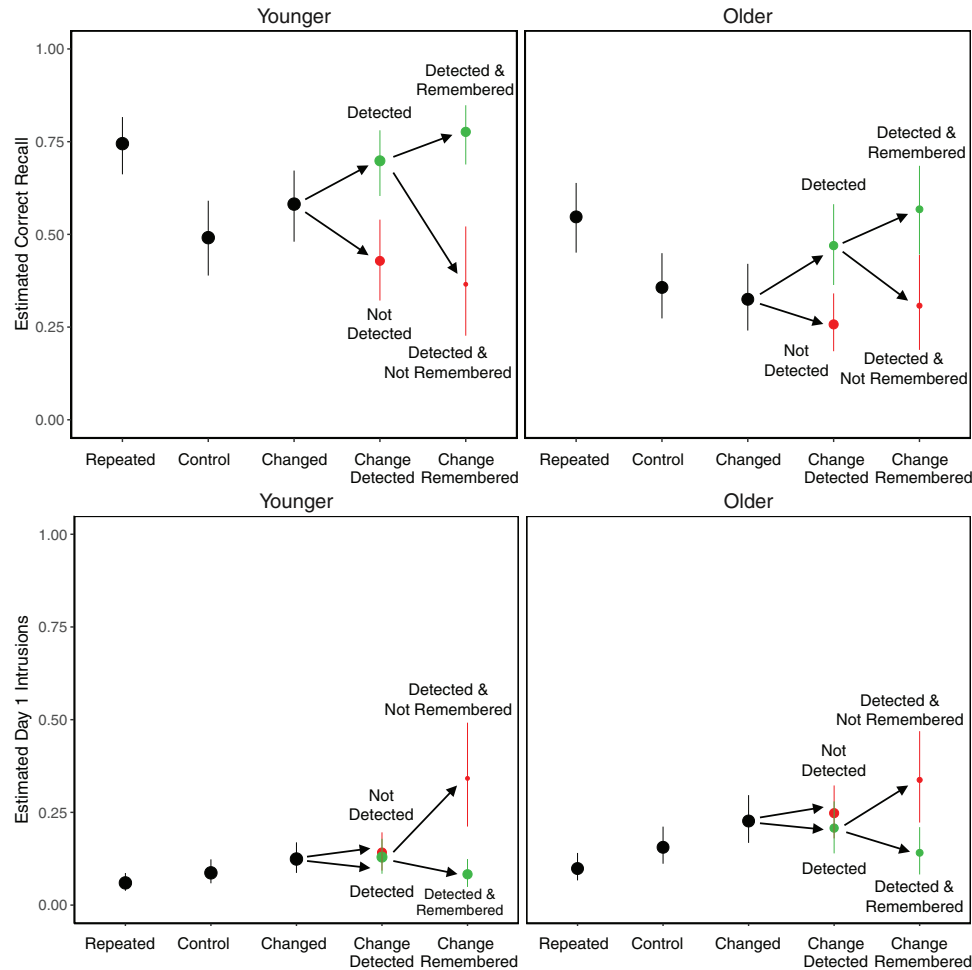 Younger
Older
Estimated Correct Recall
1.00
0.75
0.50
0.25
0.00
Detected &
Remembered
Detected
Not
Detected
Detected &
Not Remembered
Detected &
Remembered
Detected
Not
Detected
Detected &
Not Remembered
Repeated
Control
Changed
Change
Detected
Change
Remembered
Repeated
Control
Changed
Change
Detected
Change
Remembered
Younger
Older
Estimated Day 1 Intrusions
1.00
0.75
0.50
0.25
0.00
Detected &
Not Remembered
Not
Detected
Detected
Detected &
Remembered
Detected &
Not Remembered
Not
Detected
Detected
Detected &
Remembered
Repeated
Control
Changed
Change
Detected
Change
Remembered
Repeated
Control
Changed
Change
Detected
Change
Remembered